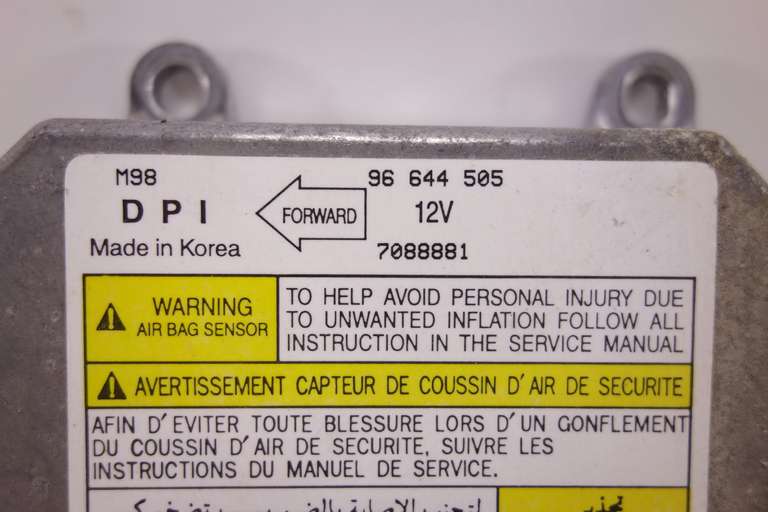 M98 96 644 505
DPI FORWARD 12V
Made in Korea 7088881
WARNING
AIR BAG SENSOR
TO HELP AVOID PERSONAL INJURY DUE
TO UNWANTED INFLATION FOLLOW ALL
INSTRUCTION IN THE SERVICE MANUAL
AVERTISSEMENT CAPTEUR DE COUSSIN D'AIR DE SECURITE
AFIN D'EVITER TOUTE BLESSURE LORS D'UN GONFLEMENT
DU COUSSIN D'AIR DE SECURITE, SUIVRE LES
INSTRUCTIONS DU MANUEL DE SERVICE.